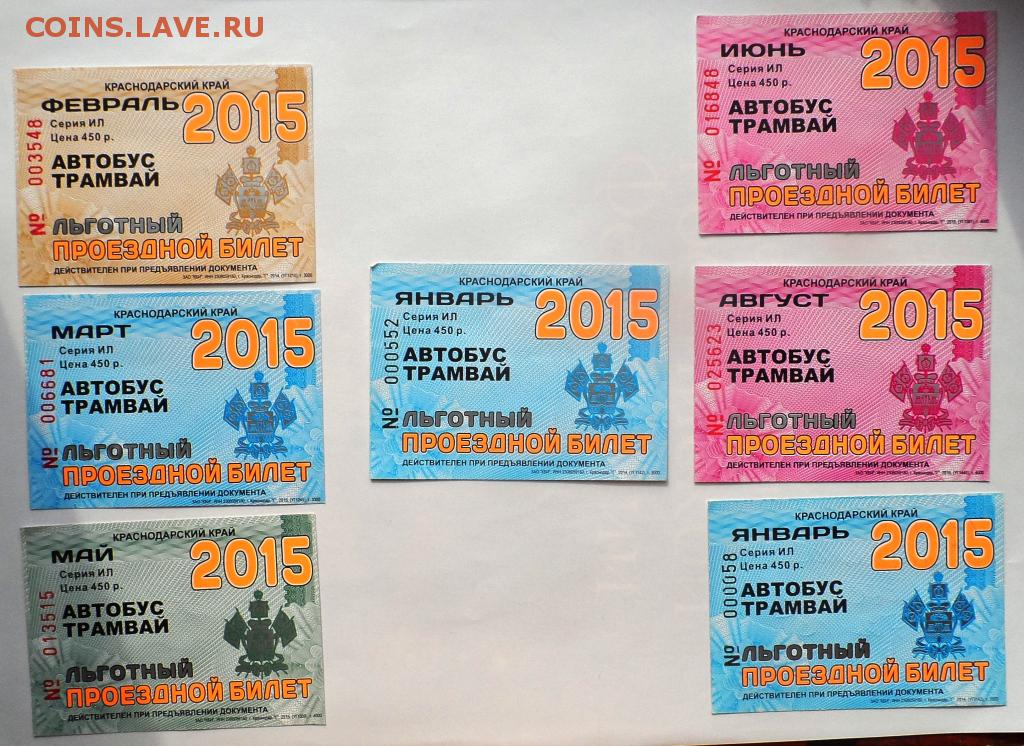 COINS.LAVE.RU
КРАСНОДАРСКИЙ КРАЙ
ФЕВРАЛЬ 2015
Серия ИЛ
Цена 450 р.
АВТОБУС
ТРАМВАЙ
№ 003548
ЛЬГОТНЫЙ
ПРОЕЗДНОЙ БИЛЕТ
ДЕЙСТВИТЕЛЕН ПРИ ПРЕДЪЯВЛЕНИИ ДОКУМЕНТА
КРАСНОДАРСКИЙ КРАЙ
МАРТ 2015
Серия ИЛ
Цена 450 р.
АВТОБУС
ТРАМВАЙ
№ 006681
ЛЬГОТНЫЙ
ПРОЕЗДНОЙ БИЛЕТ
ДЕЙСТВИТЕЛЕН ПРИ ПРЕДЪЯВЛЕНИИ ДОКУМЕНТА
КРАСНОДАРСКИЙ КРАЙ
МАЙ 2015
Серия ИЛ
Цена 450 р.
АВТОБУС
ТРАМВАЙ
№ 013515
ЛЬГОТНЫЙ
ПРОЕЗДНОЙ БИЛЕТ
ДЕЙСТВИТЕЛЕН ПРИ ПРЕДЪЯВЛЕНИИ ДОКУМЕНТА
КРАСНОДАРСКИЙ КРАЙ
ЯНВАРЬ 2015
Серия ИЛ
Цена 450 р.
АВТОБУС
ТРАМВАЙ
№ 000552
ЛЬГОТНЫЙ
ПРОЕЗДНОЙ БИЛЕТ
ДЕЙСТВИТЕЛЕН ПРИ ПРЕДЪЯВЛЕНИИ ДОКУМЕНТА
КРАСНОДАРСКИЙ КРАЙ
ИЮНЬ 2015
Серия ИЛ
Цена 450 р.
АВТОБУС
ТРАМВАЙ
№ 016848
ЛЬГОТНЫЙ
ПРОЕЗДНОЙ БИЛЕТ
ДЕЙСТВИТЕЛЕН ПРИ ПРЕДЪЯВЛЕНИИ ДОКУМЕНТА
КРАСНОДАРСКИЙ КРАЙ
АВГУСТ 2015
Серия ИЛ
Цена 450 р.
АВТОБУС
ТРАМВАЙ
№ 025623
ЛЬГОТНЫЙ
ПРОЕЗДНОЙ БИЛЕТ
ДЕЙСТВИТЕЛЕН ПРИ ПРЕДЪЯВЛЕНИИ ДОКУМЕНТА
КРАСНОДАРСКИЙ КРАЙ
ЯНВАРЬ 2015
Серия ИЛ
Цена 450 р.
АВТОБУС
ТРАМВАЙ
№ 000058
ЛЬГОТНЫЙ
ПРОЕЗДНОЙ БИЛЕТ
ДЕЙСТВИТЕЛЕН ПРИ ПРЕДЪЯВЛЕНИИ ДОКУМЕНТА